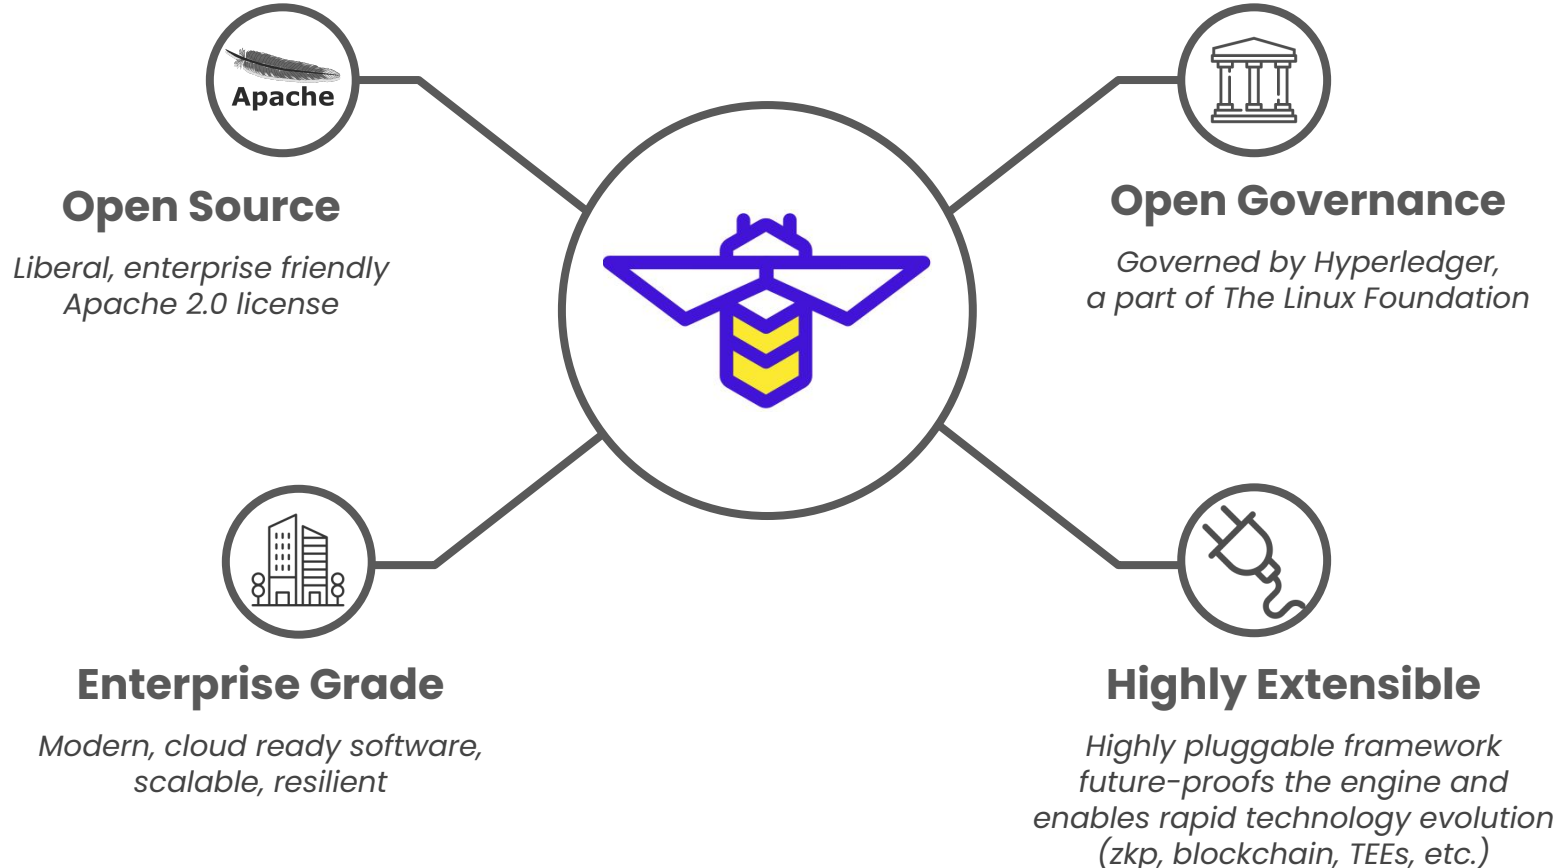 Apache
Open Source
Liberal, enterprise friendly
Apache 2.0 license
Open Governance
Governed by Hyperledger,
a part of The Linux Foundation
Enterprise Grade
Modern, cloud ready software,
scalable, resilient
Highly Extensible
Highly pluggable framework
future-proofs the engine and
enables rapid technology evolution
(zkp, blockchain, TEEs, etc.)